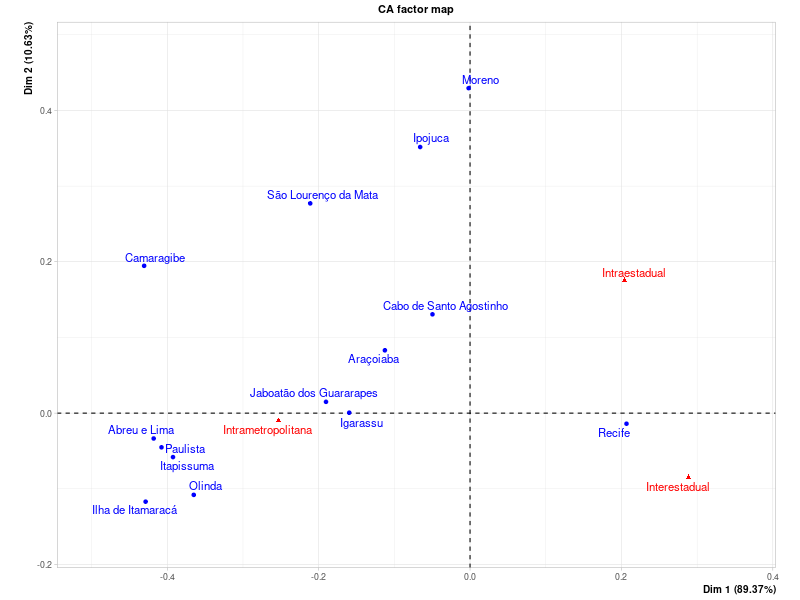 CA factor map
Dim 2 (10.63%)
Moreno
0.4
Ipojuca
São Lourenço da Mata
Camaragibe
0.2
Intraestadual
Cabo de Santo Agostinho
Araçoiaba
Jaboatão dos Guararapes
0.0
Igarassu
Abreu e Lima
Intrametropolitana
Recife
Paulista
Itapissuma
Olinda
Interestadual
Ilha de Itamaracá
-0.2
-0.4 -0.2 0.0 0.2 0.4
Dim 1 (89.37%)